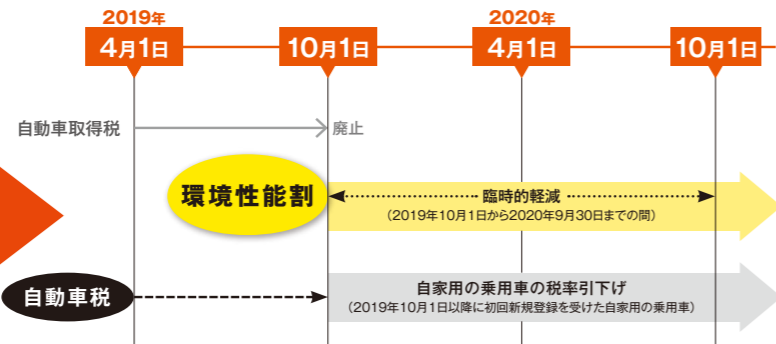 2019年
2020年
4月1日
10月1日
4月1日
10月1日
自動車取得税
廃止
環境性能割
臨時的軽減
(2019年10月1日から2020年9月30日までの間)
自動車税
自家用の乗用車の税率引下げ
(2019年10月1日以降に初回新規登録を受けた自家用の乗用車)